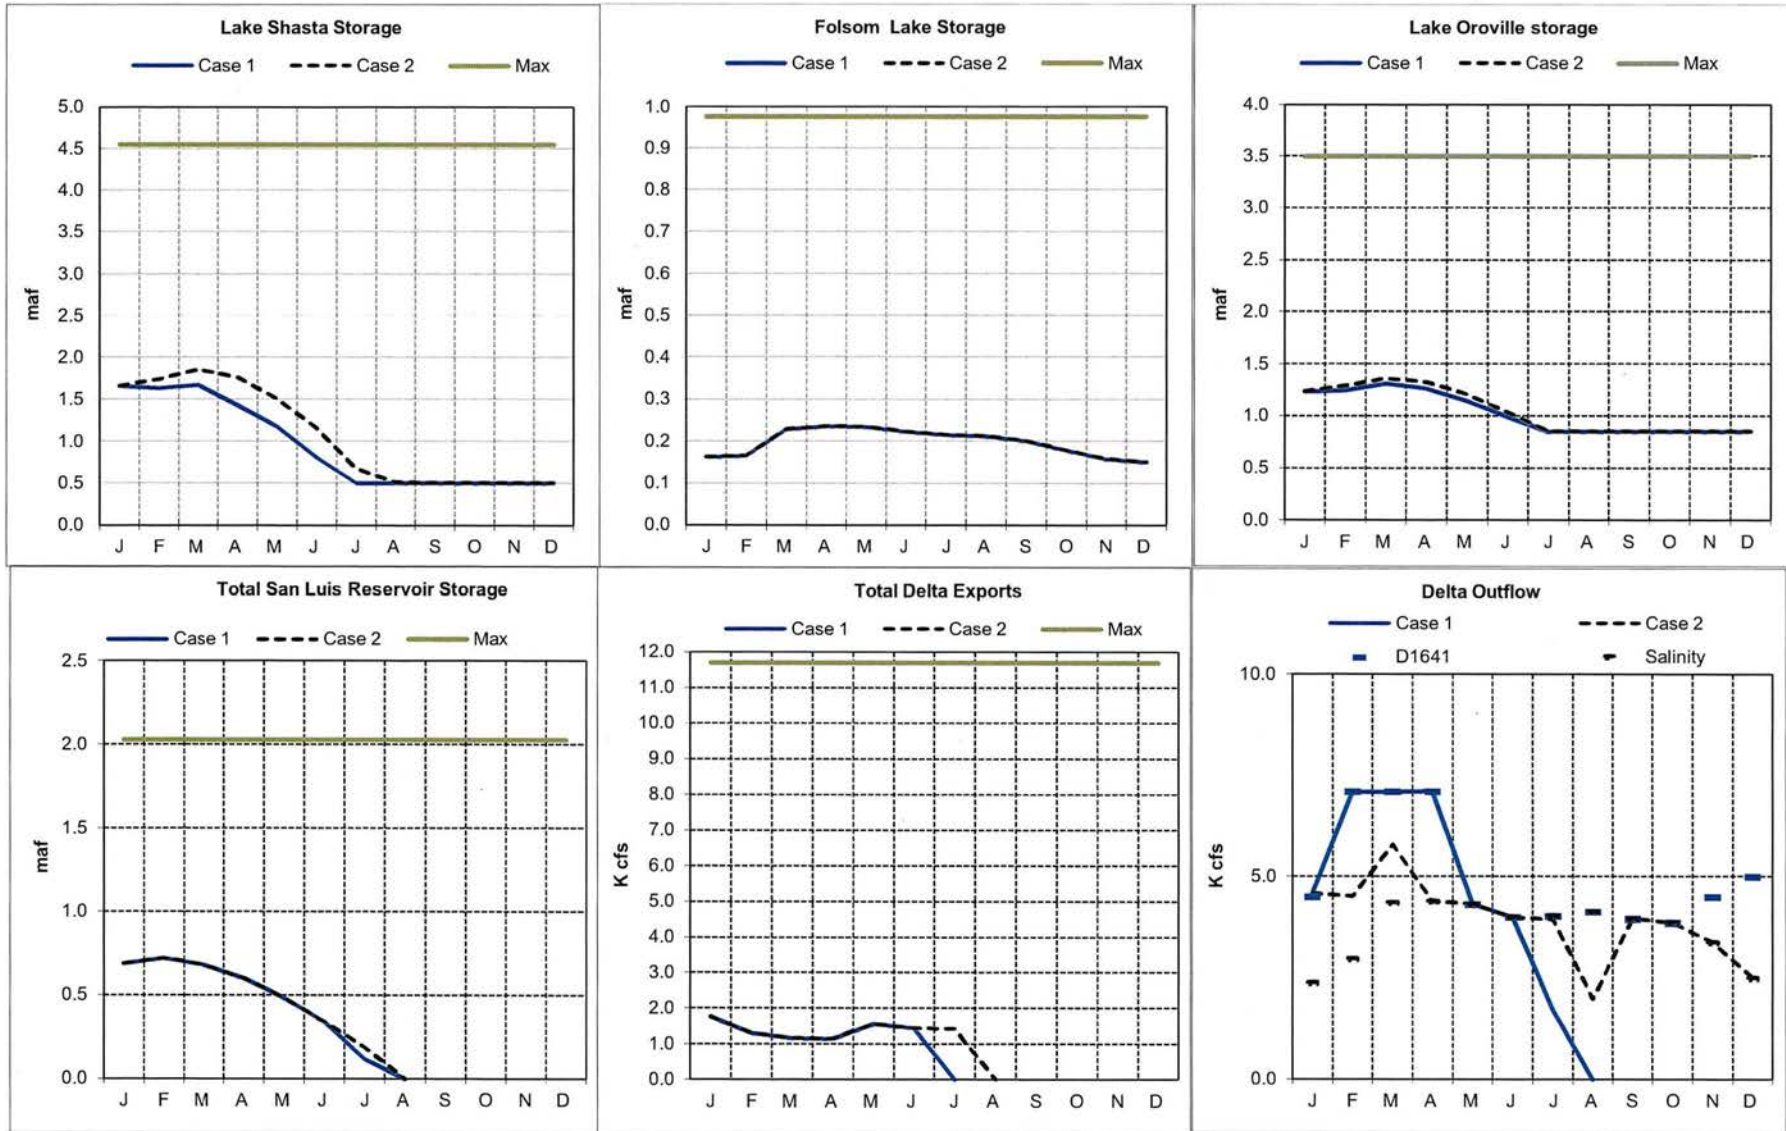 Lake Shasta Storage
Case 1 Case 2 Max
5.0
4.5
4.0
3.5
3.0
2.5
2.0
1.5
1.0
0.5
0.0
maf
J F M A M J J A S O N D
Folsom Lake Storage
Case 1 Case 2 Max
1.0
0.9
0.8
0.7
0.6
0.5
0.4
0.3
0.2
0.1
0.0
maf
J F M A M J J A S O N D
Lake Oroville storage
Case 1 Case 2 Max
4.0
3.5
3.0
2.5
2.0
1.5
1.0
0.5
0.0
maf
J F M A M J J A S O N D
Total San Luis Reservoir Storage
Case 1 Case 2 Max
2.5
2.0
1.5
1.0
0.5
0.0
maf
J F M A M J J A S O N D
Total Delta Exports
Case 1 Case 2 Max
12.0
11.0
10.0
9.0
8.0
7.0
6.0
5.0
4.0
3.0
2.0
1.0
0.0
K cfs
J F M A M J J A S O N D
Delta Outflow
Case 1 Case 2
D1641 Salinity
10.0
5.0
0.0
K cfs
J F M A M J J A S O N D